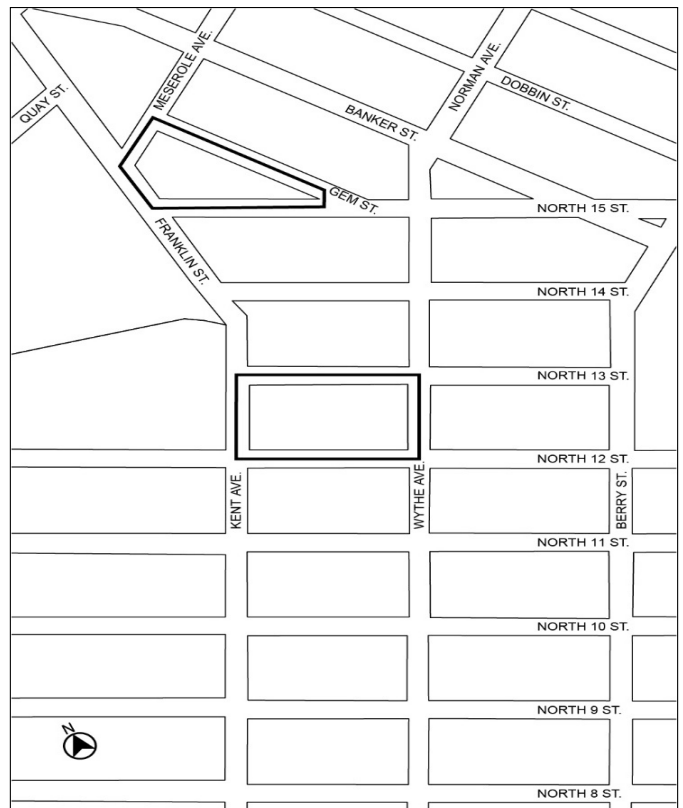 MESEROLE AVE.
NORMAN AVE.
QUAY ST.
DOBBIN ST.
BANKER ST.
GEM ST.
NORTH 15 ST.
FRANKLIN ST.
NORTH 14 ST.
NORTH 13 ST.
NORTH 12 ST.
KENT AVE.
WYTHE AVE.
BERRY ST.
NORTH 11 ST.
NORTH 10 ST.
NORTH 9 ST.
N
NORTH 8 ST.